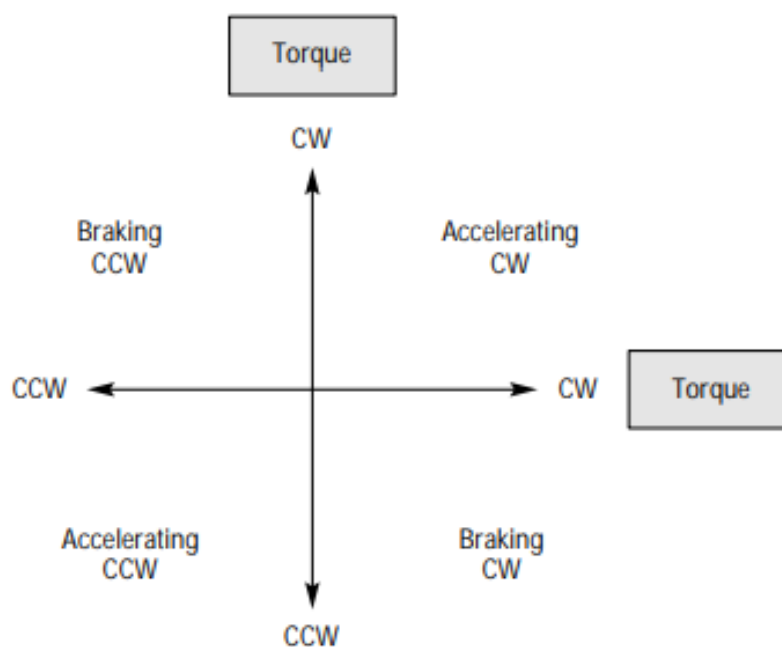 Torque
CW
Braking
CCW
Accelerating
CW
CCW
CW
Torque
Accelerating
CCW
Braking
CW
CCW